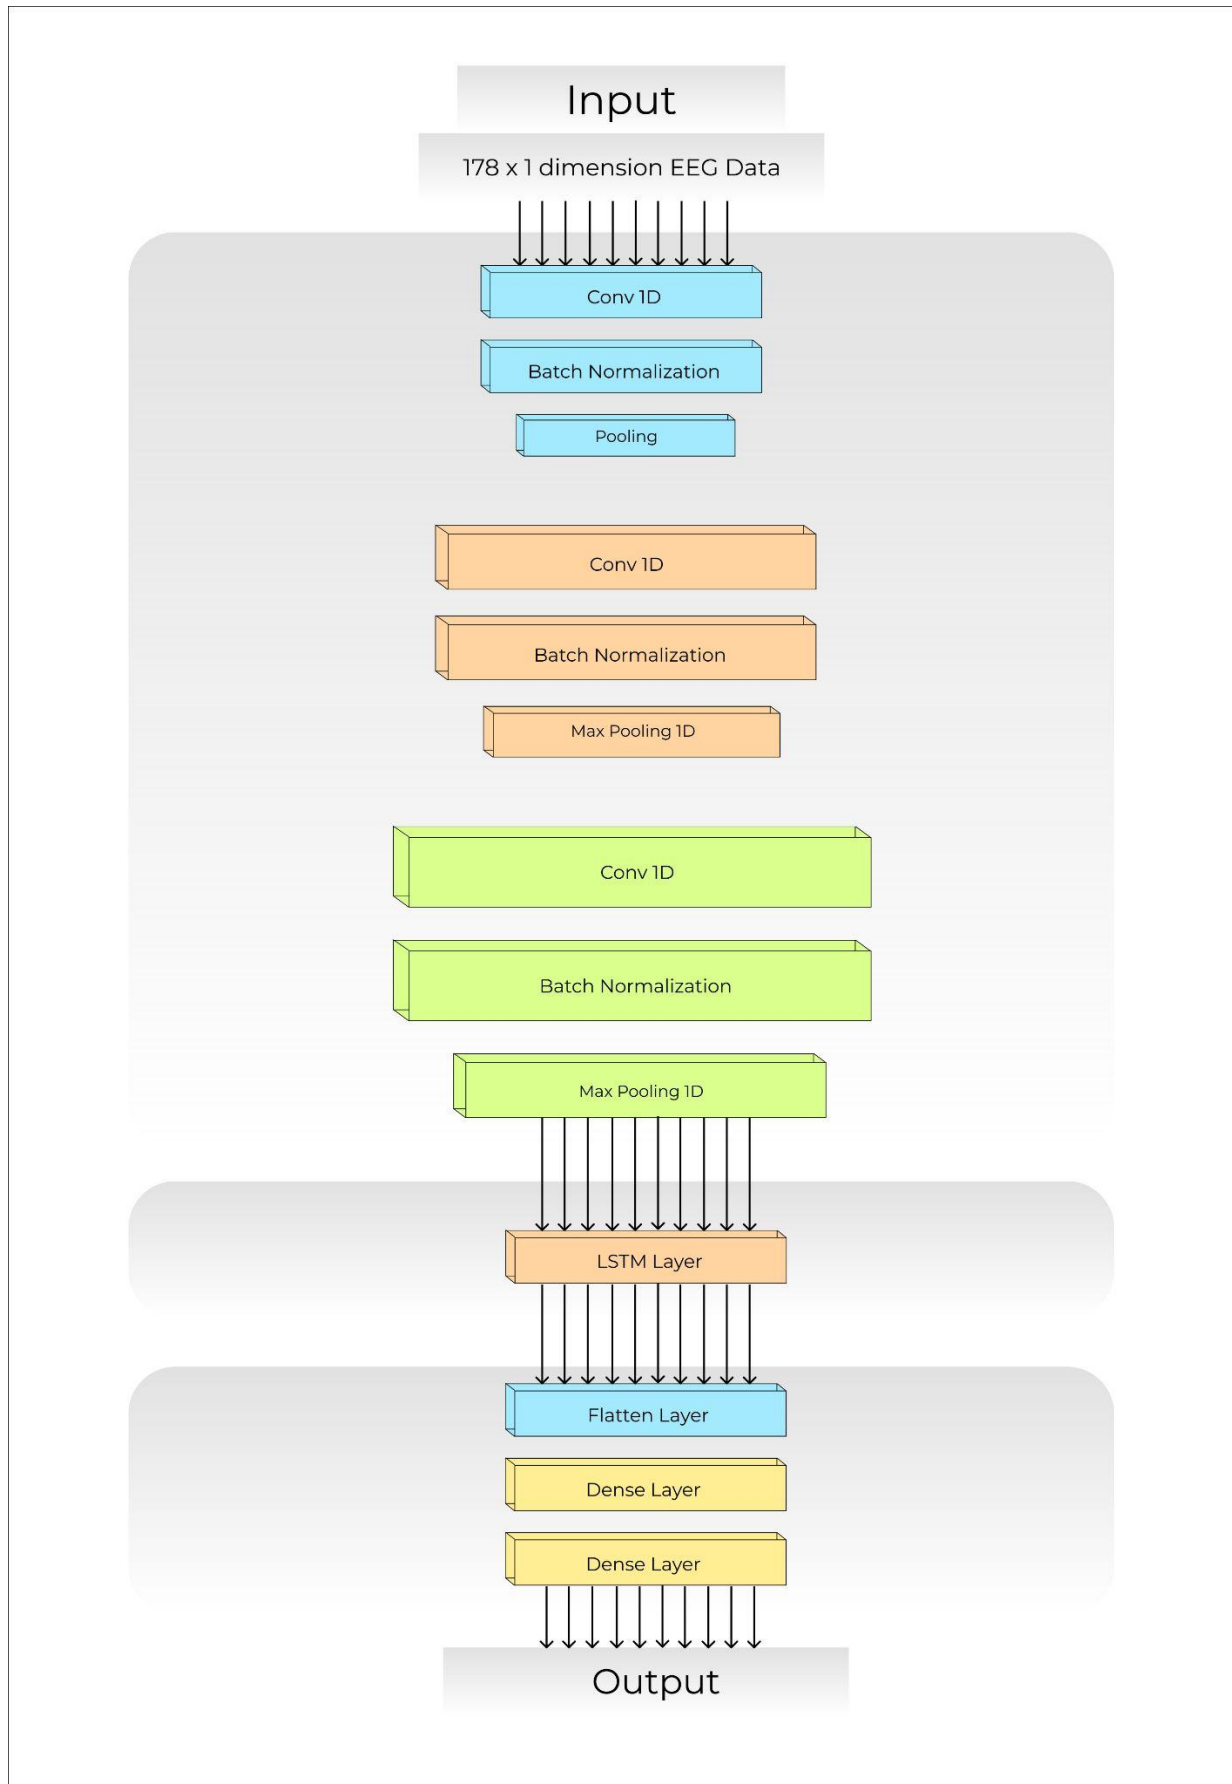 Input
178 x 1 dimension EEG Data
Conv 1D
Batch Normalization
Pooling
Conv 1D
Batch Normalization
Max Pooling 1D
Conv 1D
Batch Normalization
Max Pooling 1D
LSTM Layer
Flatten Layer
Dense Layer
Dense Layer
Output